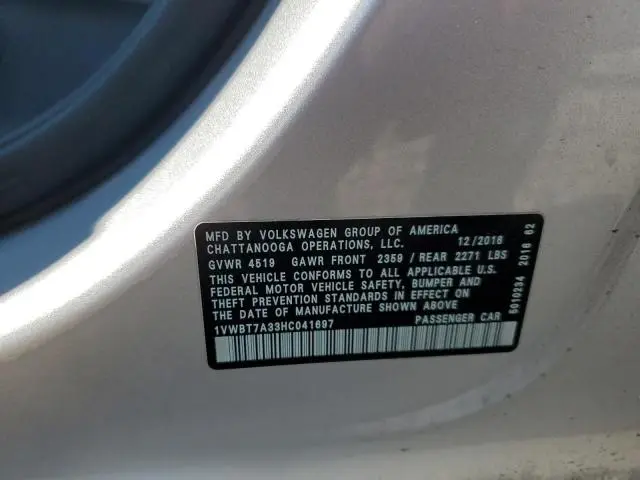 MFD BY VOLKSWAGEN GROUP OF AMERICA
CHATTANOOGA OPERATIONS, LLC. 12/2016
GVWR 4519 GAWR FRONT 2359 / REAR 2271 LBS
THIS VEHICLE CONFORMS TO ALL APPLICABLE U.S.
FEDERAL MOTOR VEHICLE SAFETY, BUMPER AND
THEFT PREVENTION STANDARDS IN EFFECT ON
THE DATE OF MANUFACTURE SHOWN ABOVE
1VWBT7A33HC041697 PASSENGER CAR
5010234 2016 62